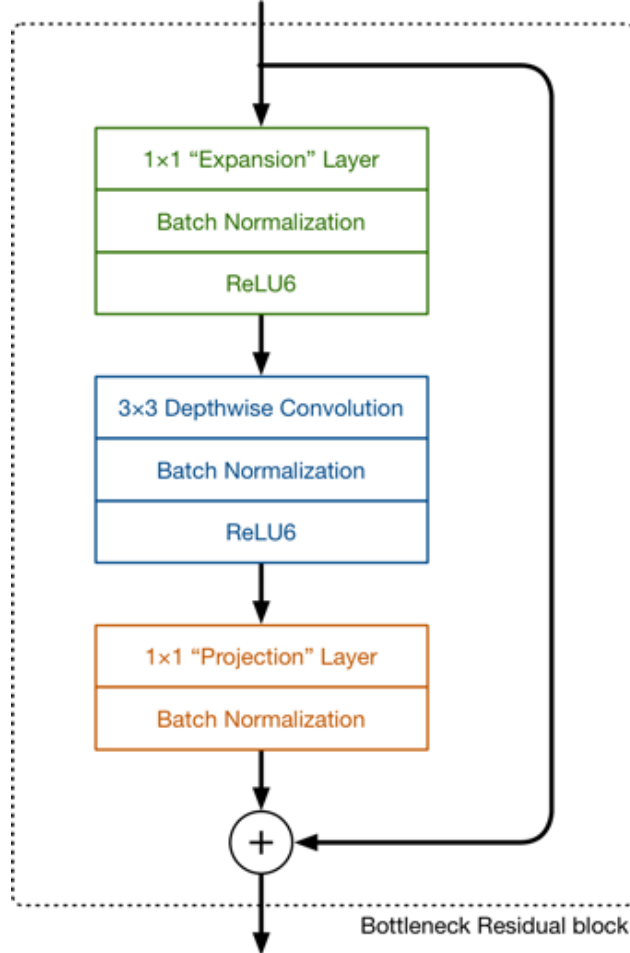 1×1 “Expansion” Layer
Batch Normalization
ReLU6
3×3 Depthwise Convolution
Batch Normalization
ReLU6
1×1 “Projection” Layer
Batch Normalization
+
Bottleneck Residual block